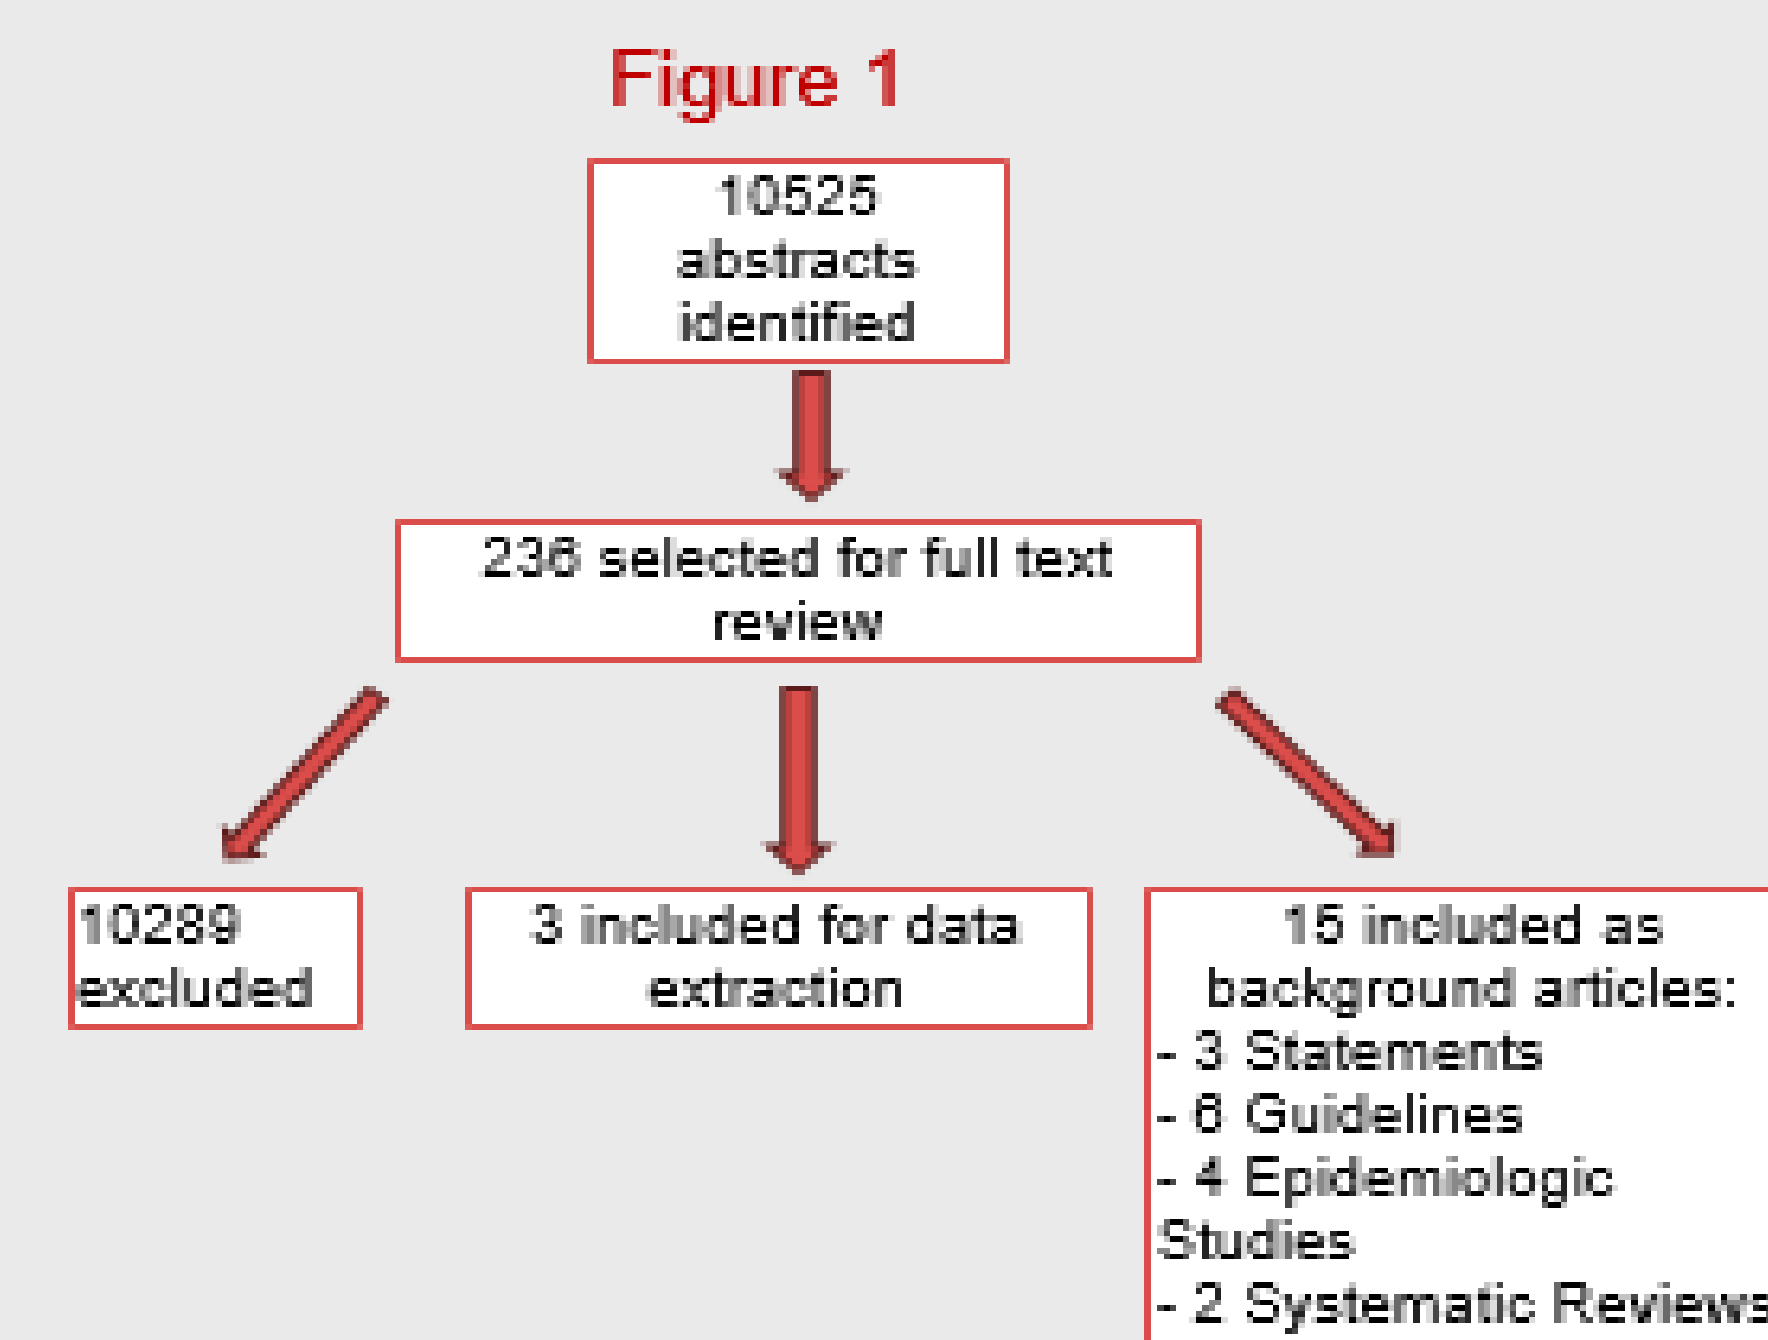 Figure 1
10525
abstracts
identified
236 selected for full text
review
10289
excluded
3 included for data
extraction
15 included as
background articles:
- 3 Statements
- 6 Guidelines
- 4 Epidemiologic
Studies
- 2 Systematic Reviews